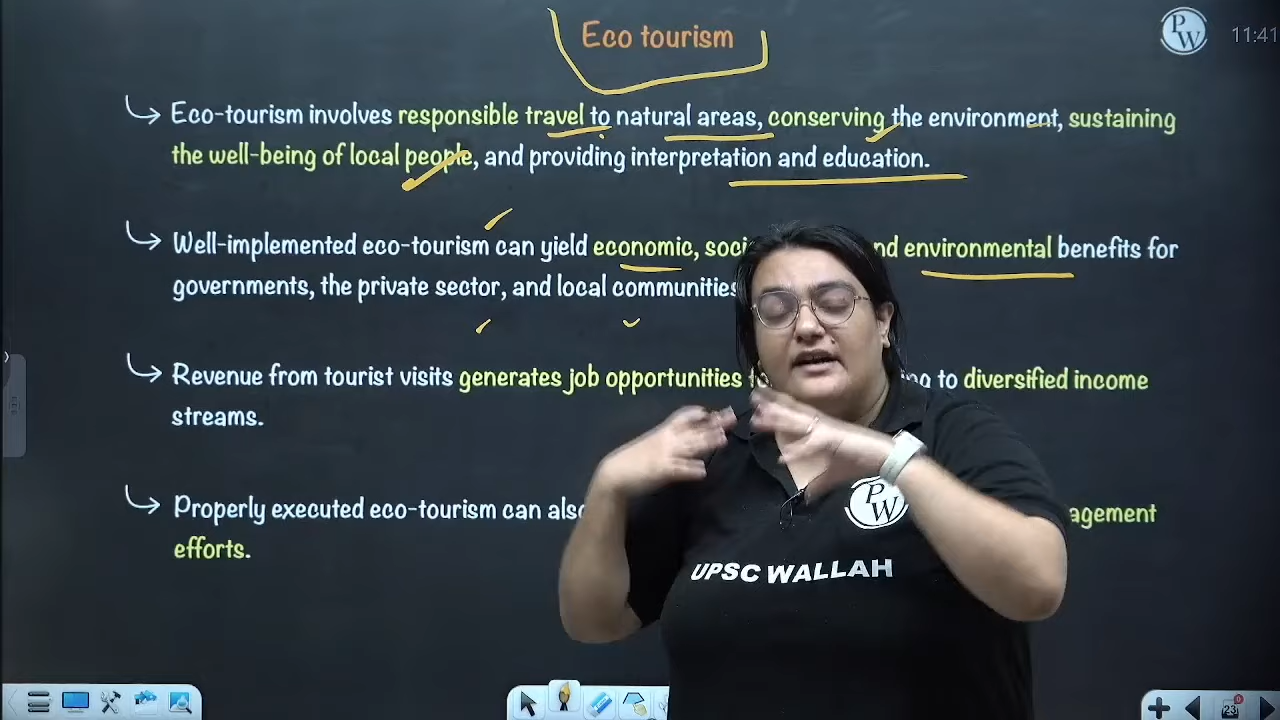 Eco tourism
PW
11:41
Eco-tourism involves responsible travel to natural areas, conserving the environment, sustaining
the well-being of local people, and providing interpretation and education.
Well-implemented eco-tourism can yield economic, environmental benefits for
governments, the private sector, and local communities
Revenue from tourist visits generates job opportunities to diversified income
streams.
Properly executed eco-tourism can
efforts.
PW
UPSC WALLAH
23